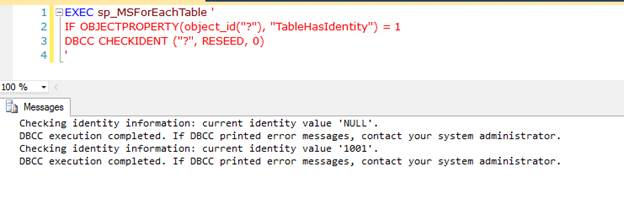 1 EXEC sp_MSForEachTable '
2 IF OBJECTPROPERTY(object_id("?"), "TableHasIdentity") = 1
3 DBCC CHECKIDENT ("?", RESEED, 0)
4 '
100 %
Messages
Checking identity information: current identity value 'NULL'.
DBCC execution completed. If DBCC printed error messages, contact your system administrator.
Checking identity information: current identity value '1001'.
DBCC execution completed. If DBCC printed error messages, contact your system administrator.